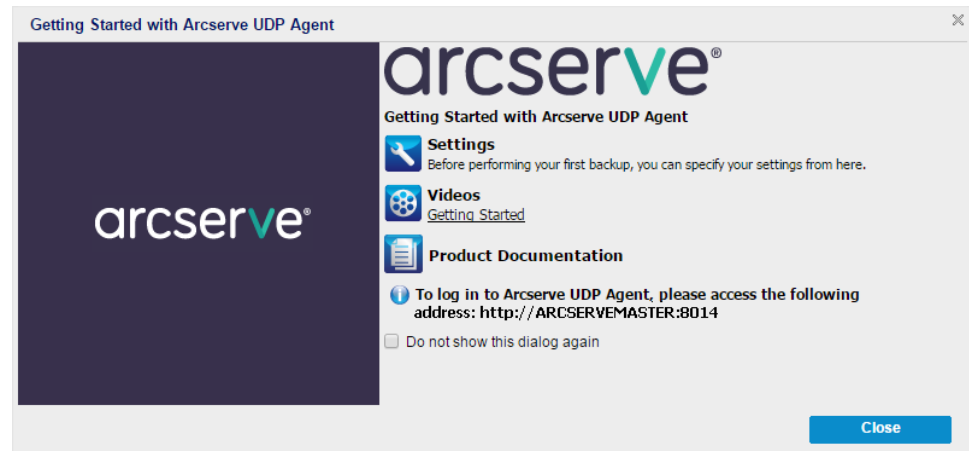 Getting Started with Arcserve UDP Agent
arcserve®
arcserve®
Getting Started with Arcserve UDP Agent
Settings
Before performing your first backup, you can specify your settings from here.
Videos
Getting Started
Product Documentation
To log in to Arcserve UDP Agent, please access the following
address: http://ARCSERVEMASTER:8014
Do not show this dialog again
Close